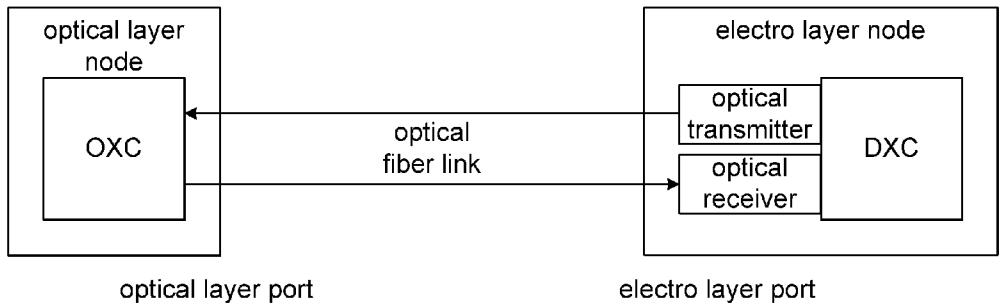 optical layer
node
OXC
optical
fiber link
electro layer node
optical
transmitter
optical
receiver
DXC
optical layer port
electro layer port